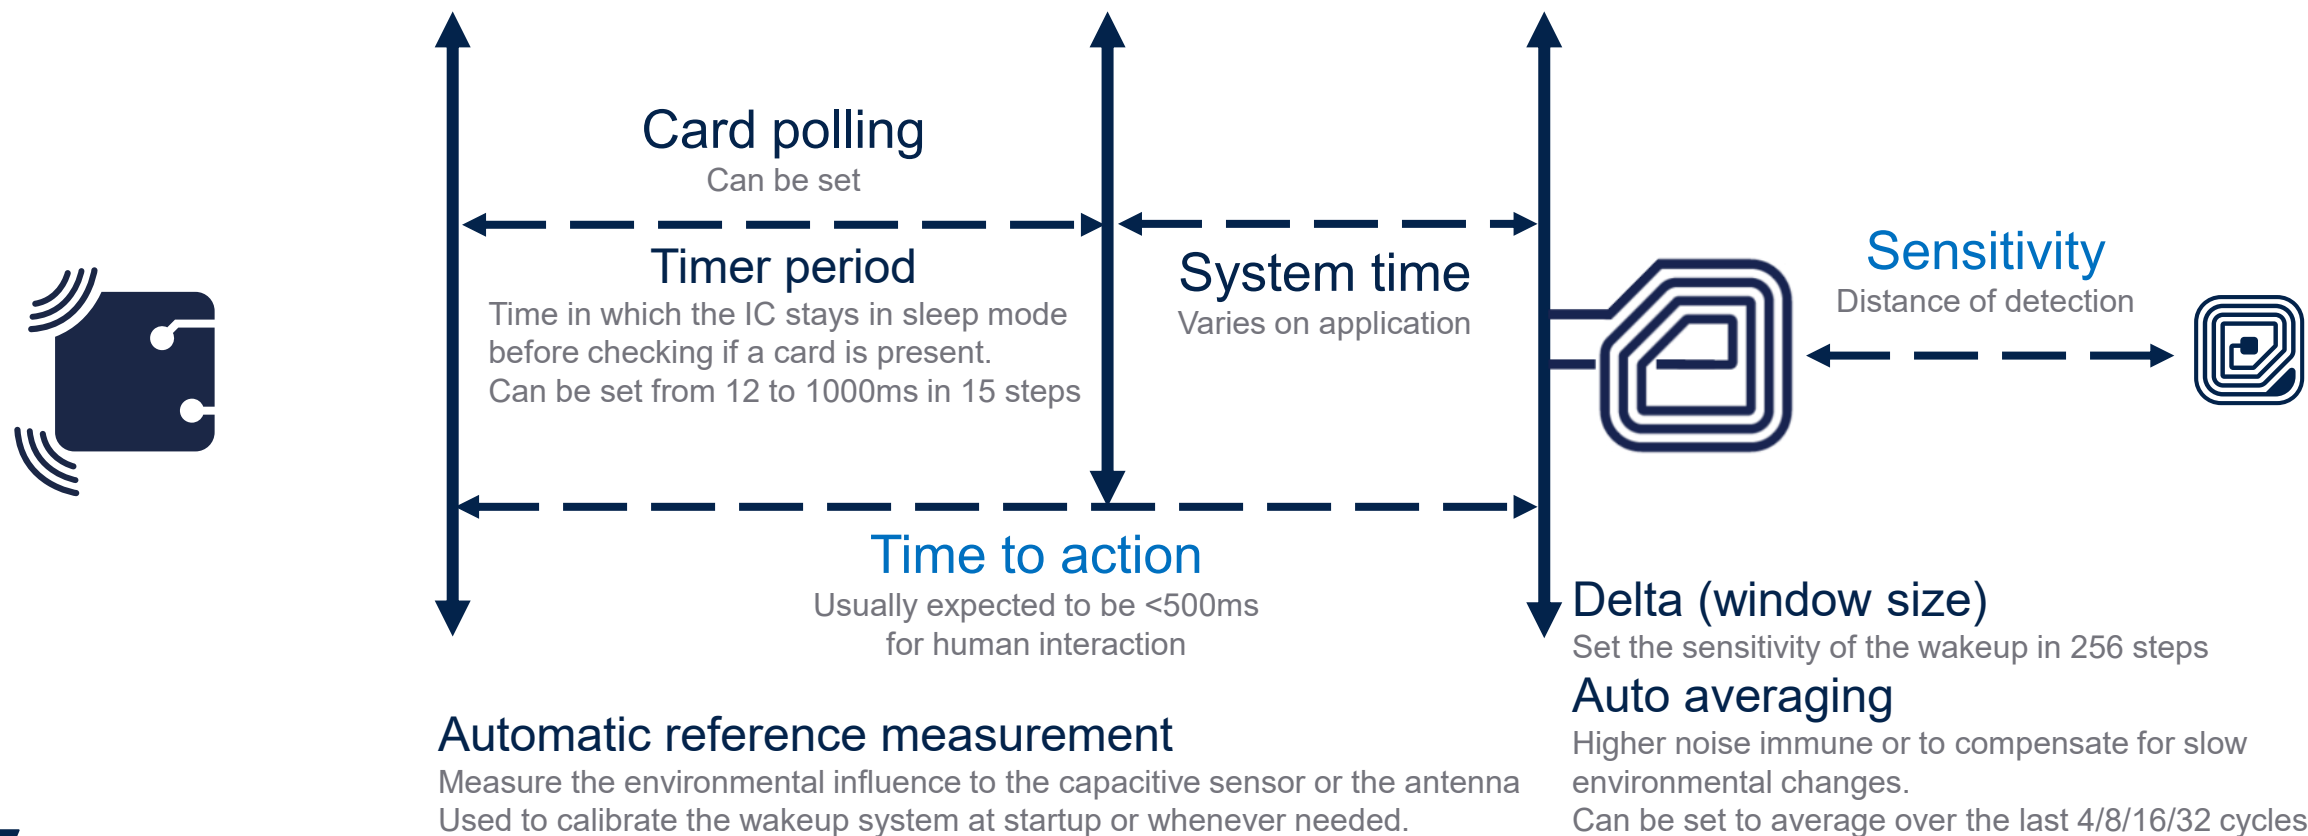 Card polling
Can be set
Timer period
Time in which the IC stays in sleep mode
before checking if a card is present.
Can be set from 12 to 1000ms in 15 steps
System time
Varies on application
Sensitivity
Distance of detection
Time to action
Usually expected to be <500ms
for human interaction
Delta (window size)
Set the sensitivity of the wakeup in 256 steps
Auto averaging
Higher noise immune or to compensate for slow
environmental changes.
Can be set to average over the last 4/8/16/32 cycles
Automatic reference measurement
Measure the environmental influence to the capacitive sensor or the antenna
Used to calibrate the wakeup system at startup or whenever needed.